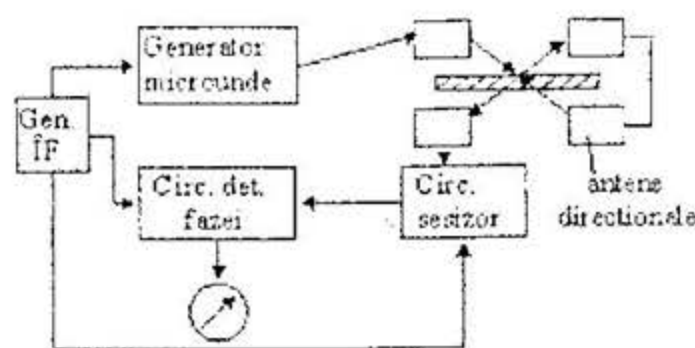 Generator
microunde
Gen.
ÎF
Circ. det.
fazei
Circ.
sesizor
antene
directionale